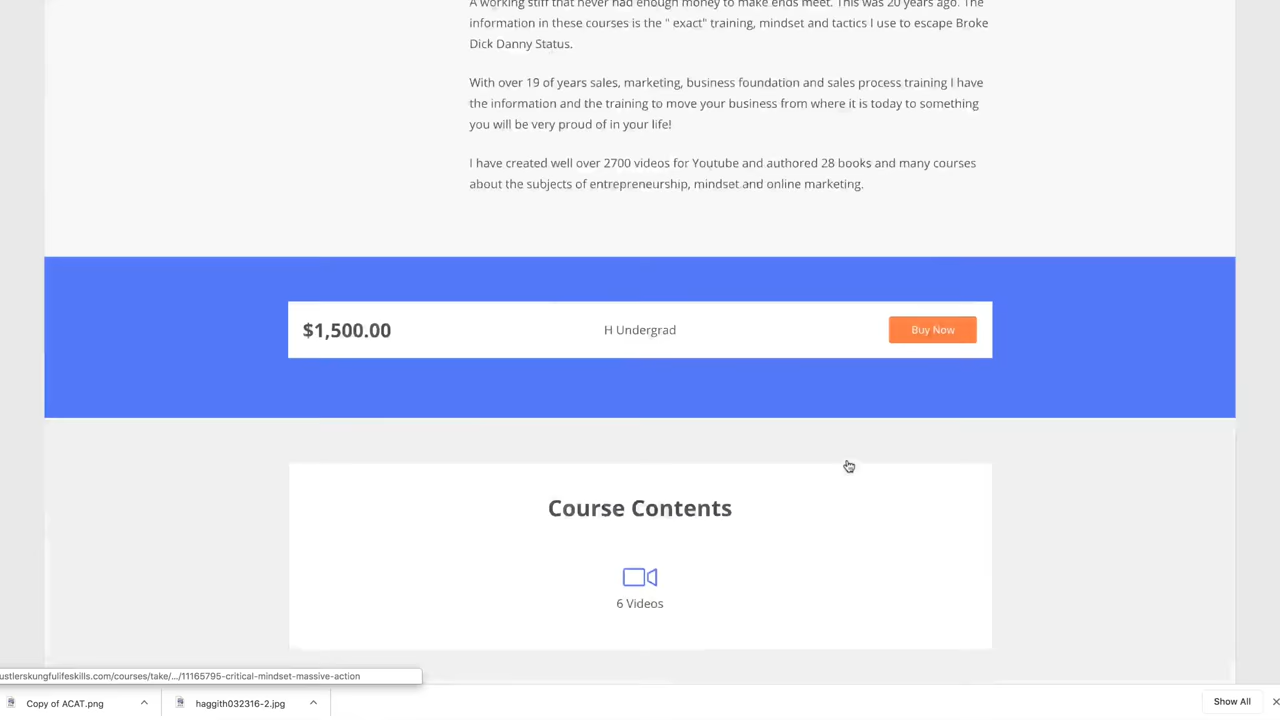 A working stiff that never had enough money to make ends meet. This was 20 years ago. The
information in these courses is the " exact" training, mindset and tactics I use to escape Broke
Dick Danny Status.
With over 19 of years sales, marketing, business foundation and sales process training I have
the information and the training to move your business from where it is today to something
you will be very proud of in your life!
I have created well over 2700 videos for Youtube and authored 28 books and many courses
about the subjects of entrepreneurship, mindset and online marketing.
$1,500.00
H Undergrad
Buy Now
Course Contents
6 Videos
ustlerskungfulifeskills.com/courses/take/.../11165795-critical-mindset-massive-action
Copy of ACAT.png
haggith032316-2.jpg
Show All